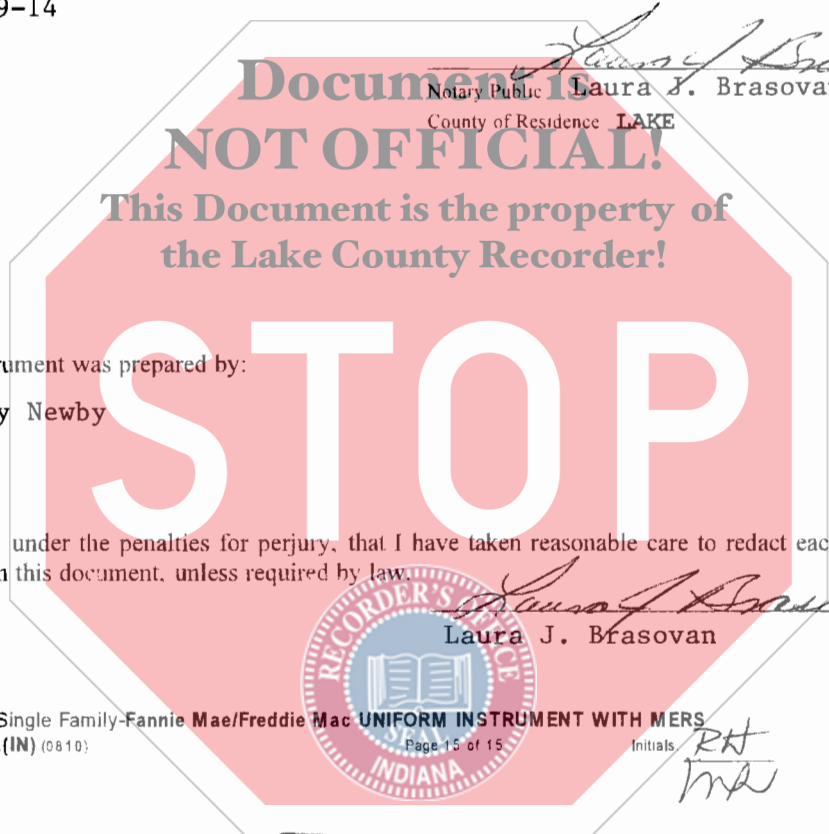 9-14
Document is
Notary Public Laura J. Brasova
County of Residence LAKE
NOT OFFICIAL!
This Document is the property of
the Lake County Recorder!
STOP
ument was prepared by:
y Newby
under the penalties for perjury, that I have taken reasonable care to redact eac
n this document, unless required by law.
Laura J. Brasovan
RECORDER'S OFFICE
SEAL
INDIANA
Single Family-Fannie Mae/Freddie Mac UNIFORM INSTRUMENT WITH MERS
(IN) (0810)
Page 15 of 15
Initials. RH